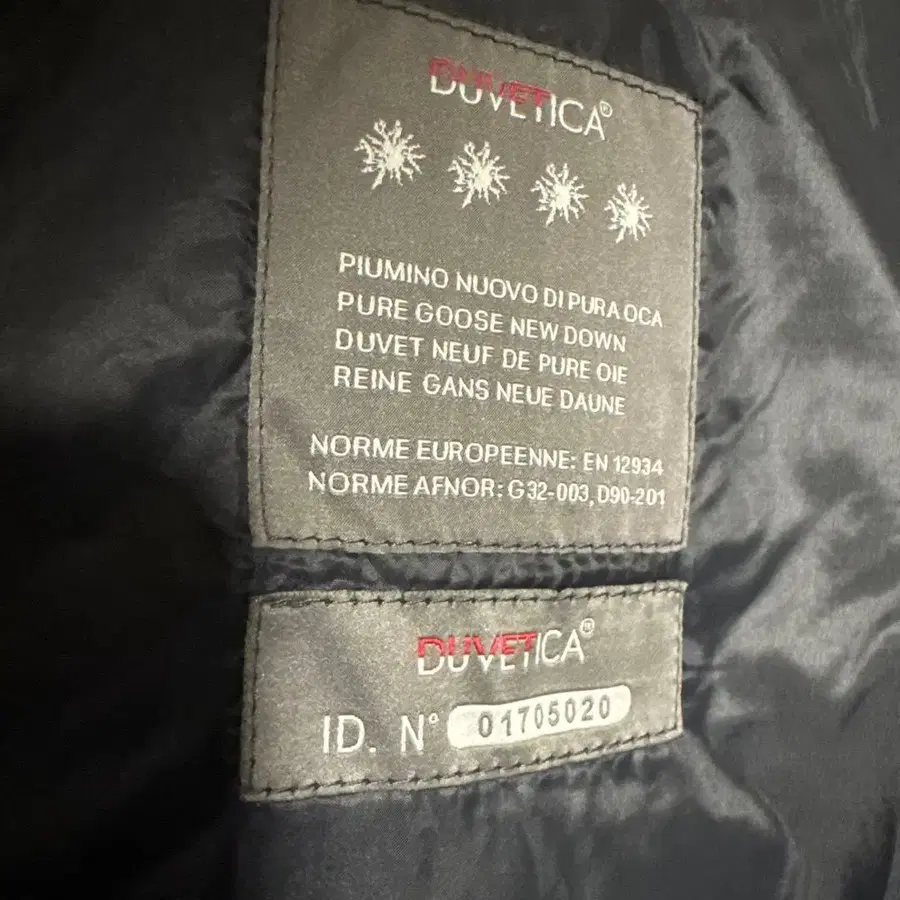 DUVETICA®
PIUMINO NUOVO DI PURA OCA
PURE GOOSE NEW DOWN
DUVET NEUF DE PURE OIE
REINE GANS NEUE DAUNE
NORME EUROPEENNE: EN 12934
NORME AFNOR: G32-003, D90-201
DUVETICA®
ID. N° 01705020